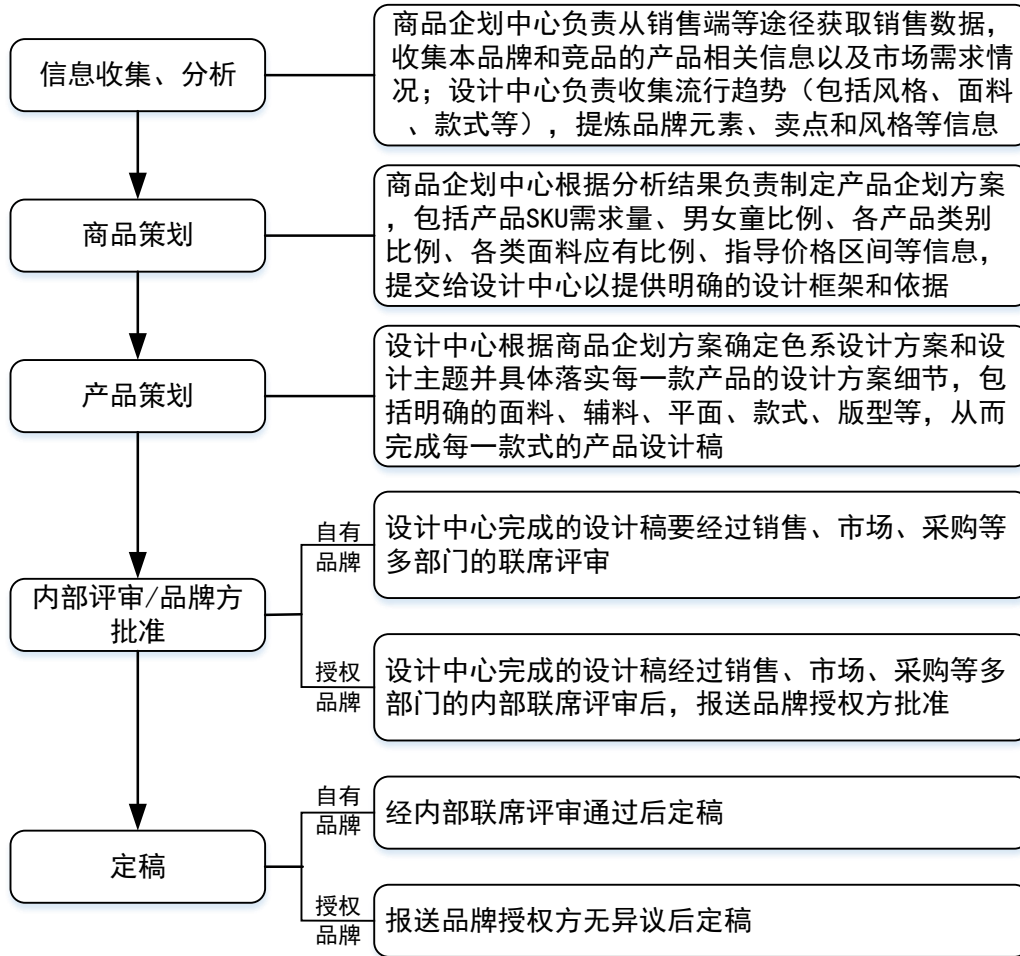 信息收集、分析
商品企划中心负责从销售端等途径获取销售数据，
收集本品牌和竞品的产品相关信息以及市场需求情
况；设计中心负责收集流行趋势（包括风格、面料
、款式等），提炼品牌元素、卖点和风格等信息
商品策划
商品企划中心根据分析结果负责制定产品企划方案
，包括产品SKU需求量、男女童比例、各产品类别
比例、各类面料应有比例、指导价格区间等信息，
提交给设计中心以提供明确的设计框架和依据
产品策划
设计中心根据商品企划方案确定色系设计方案和设
计主题并具体落实每一款产品的设计方案细节，包
括明确的面料、辅料、平面、款式、版型等，从而
完成每一款式的产品设计稿
内部评审/品牌方
批准
自有
品牌
设计中心完成的设计稿要经过销售、市场、采购等
多部门的联席评审
授权
品牌
设计中心完成的设计稿经过销售、市场、采购等多
部门的内部联席评审后，报送品牌授权方批准
定稿
自有
品牌
经内部联席评审通过后定稿
授权
品牌
报送品牌授权方无异议后定稿